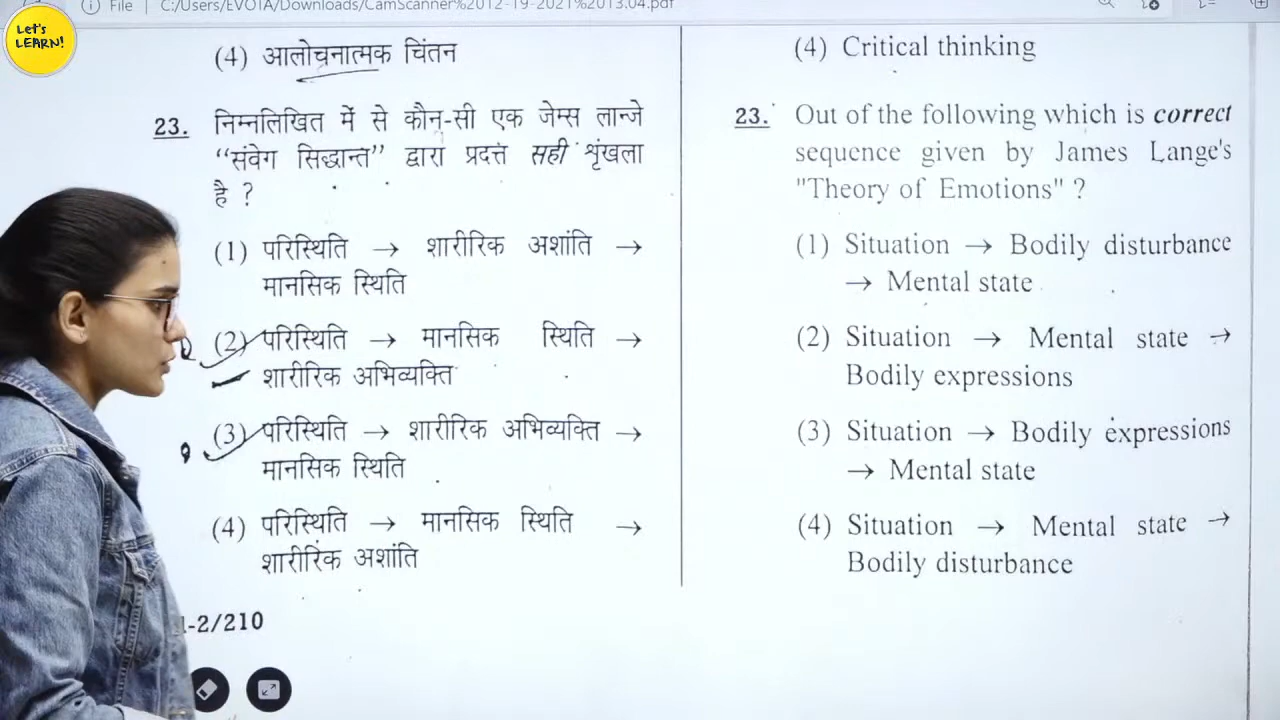 File | C:/Users/EVOTA/Downloads/CamScanner%2012-19-2021%2013.04.pdf
Let's
LEARN!
(4) आलोचनात्मक चिंतन
23. निम्नलिखित में से कौन-सी एक जेम्स लान्जे
“संवेग सिद्धान्त” द्वारा प्रदत्त सही शृंखला
है ?
(1) परिस्थिति → शारीरिक अशांति →
मानसिक स्थिति
(2) परिस्थिति → मानसिक स्थिति →
शारीरिक अभिव्यक्ति
(3) परिस्थिति → शारीरिक अभिव्यक्ति →
मानसिक स्थिति
(4) परिस्थिति → मानसिक स्थिति →
शारीरिक अशांति
-2/210
(4) Critical thinking
23. Out of the following which is correct
sequence given by James Lange's
"Theory of Emotions" ?
(1) Situation → Bodily disturbance
→ Mental state
(2) Situation → Mental state →
Bodily expressions
(3) Situation → Bodily expressions
→ Mental state
(4) Situation → Mental state →
Bodily disturbance